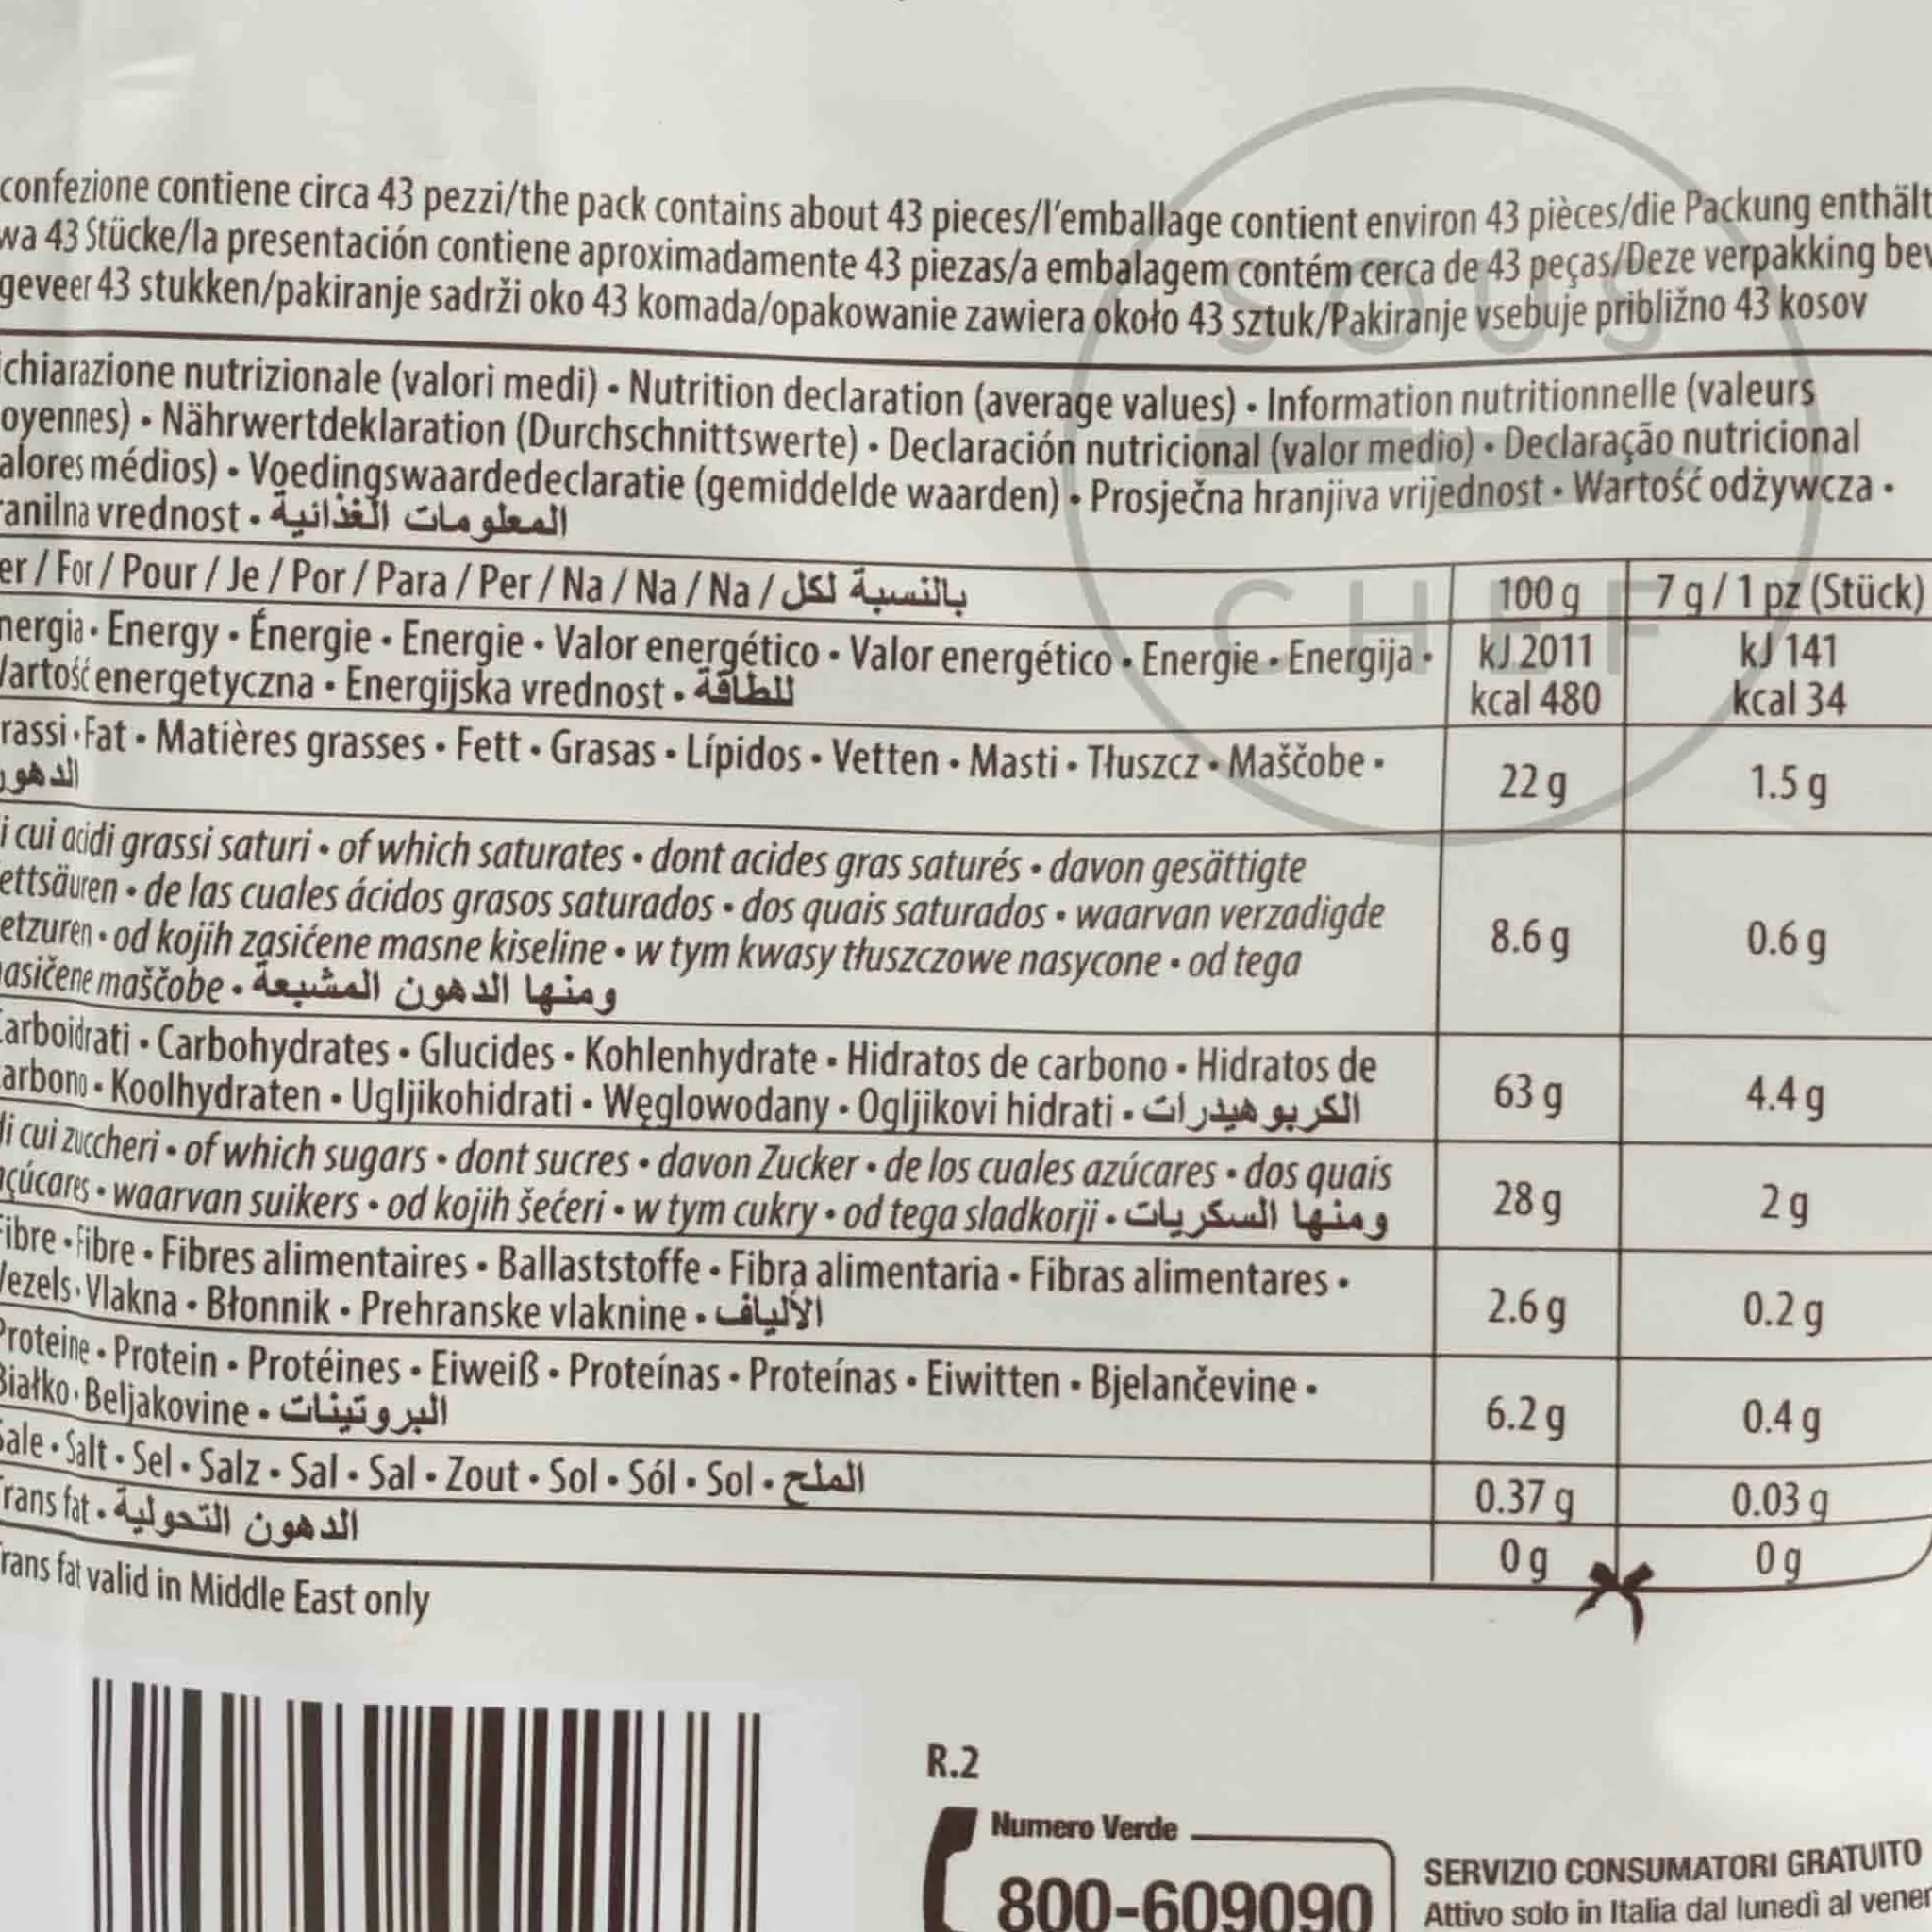 confezione contiene circa 43 pezzi/the pack contains about 43 pieces/l'emballage contient environ 43 pièces/die Packung enthält
wa 43 Stücke/la presentación contiene aproximadamente 43 piezas/a embalagem contém cerca de 43 peças/Deze verpakking bev
geveer 43 stukken/pakiranje sadrži oko 43 komada/opakowanie zawiera około 43 sztuk/Pakiranje vsebuje približno 43 kosov
SOUS
CHEF
chiarazione nutrizionale (valori medi) • Nutrition declaration (average values) • Information nutritionnelle (valeurs
oyennes) • Nährwertdeklaration (Durchschnittswerte) • Declaración nutricional (valor medio) • Declaração nutricional
alores médios) • Voedingswaardedeclaratie (gemiddelde waarden) • Prosječna hranjiva vrijednost • Wartość odżywcza •
ranilna vrednost • المعلومات الغذائية
er / For / Pour / Je / Por / Para / Per / Na / Na / Na / بالنسبة لكل 100 g 7 g / 1 pz (Stück)
nergia • Energy • Énergie • Energie • Valor energético • Valor energético • Energie • Energija • kJ 2011 kJ 141
Wartość energetyczna • Energijska vrednost • للطاقة kcal 480 kcal 34
rassi • Fat • Matières grasses • Fett • Grasas • Lípidos • Vetten • Masti • Tłuszcz • Maščobe •
الدهون 22 g 1.5 g
i cui acidi grassi saturi • of which saturates • dont acides gras saturés • davon gesättigte
ettsäuren • de las cuales ácidos grasos saturados • dos quais saturados • waarvan verzadigde
etzuren • od kojih zasićene masne kiseline • w tym kwasy tłuszczowe nasycone • od tega 8.6 g 0.6 g
nasičene maščobe • ومنها الدهون المشبعة
Carboidrati • Carbohydrates • Glucides • Kohlenhydrate • Hidratos de carbono • Hidratos de
carbono • Koolhydraten • Ugljikohidrati • Węglowodany • Ogljikovi hidrati • الكربوهيدرات 63 g 4.4 g
di cui zuccheri • of which sugars • dont sucres • davon Zucker • de los cuales azúcares • dos quais
açúcares • waarvan suikers • od kojih šećeri • w tym cukry • od tega sladkorji • ومنها السكريات 28 g 2 g
Fibre • Fibre • Fibres alimentaires • Ballaststoffe • Fibra alimentaria • Fibras alimentares •
Vezels • Vlakna • Błonnik • Prehranske vlaknine • الألياف 2.6 g 0.2 g
Proteine • Protein • Protéines • Eiweiß • Proteínas • Proteínas • Eiwitten • Bjelančevine •
Białko • Beljakovine • البروتينات 6.2 g 0.4 g
Sale • Salt • Sel • Salz • Sal • Sal • Zout • Sol • Sól • Sol • الملح 0.37 g 0.03 g
Trans fat • الدهون التحولية 0 g 0 g
Trans fat valid in Middle East only
R.2
Numero Verde
800-609090
SERVIZIO CONSUMATORI GRATUITO
Attivo solo in Italia dal lunedì al vener